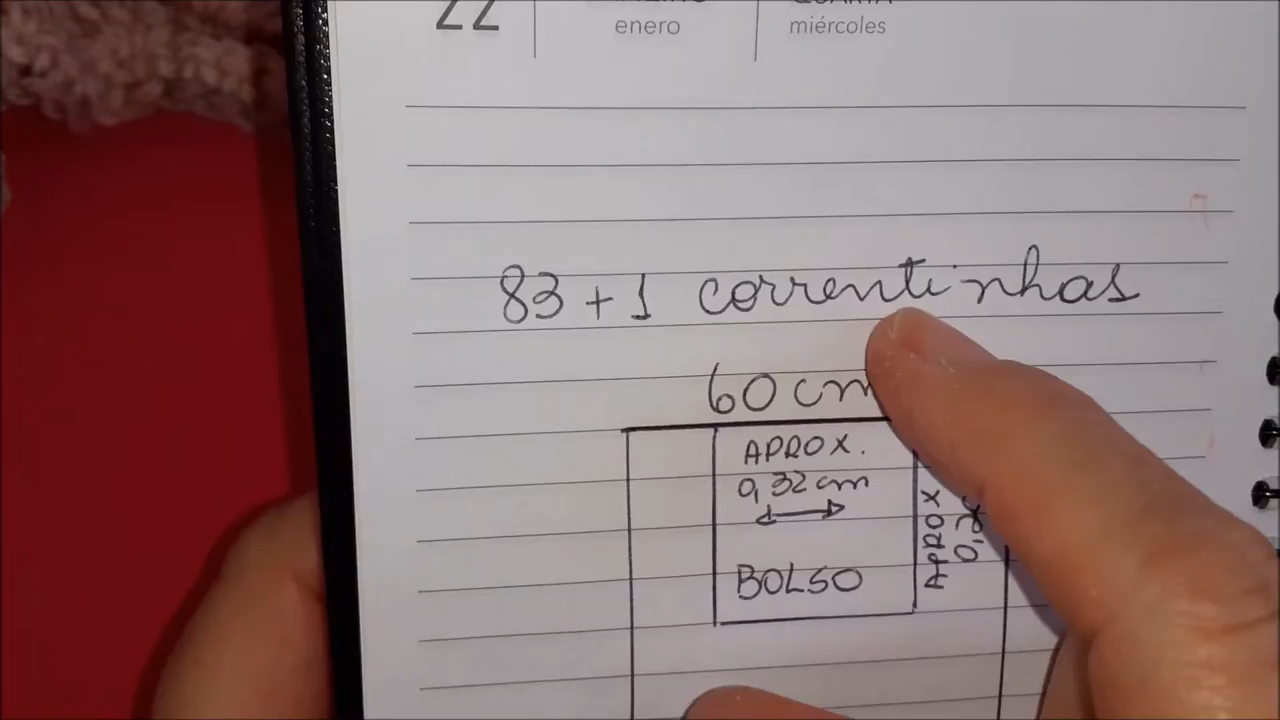 22
enero
miércoles
83 + 1 correntinhas
60 cm
APROX.
0,32 cm
BOLSO
APROX